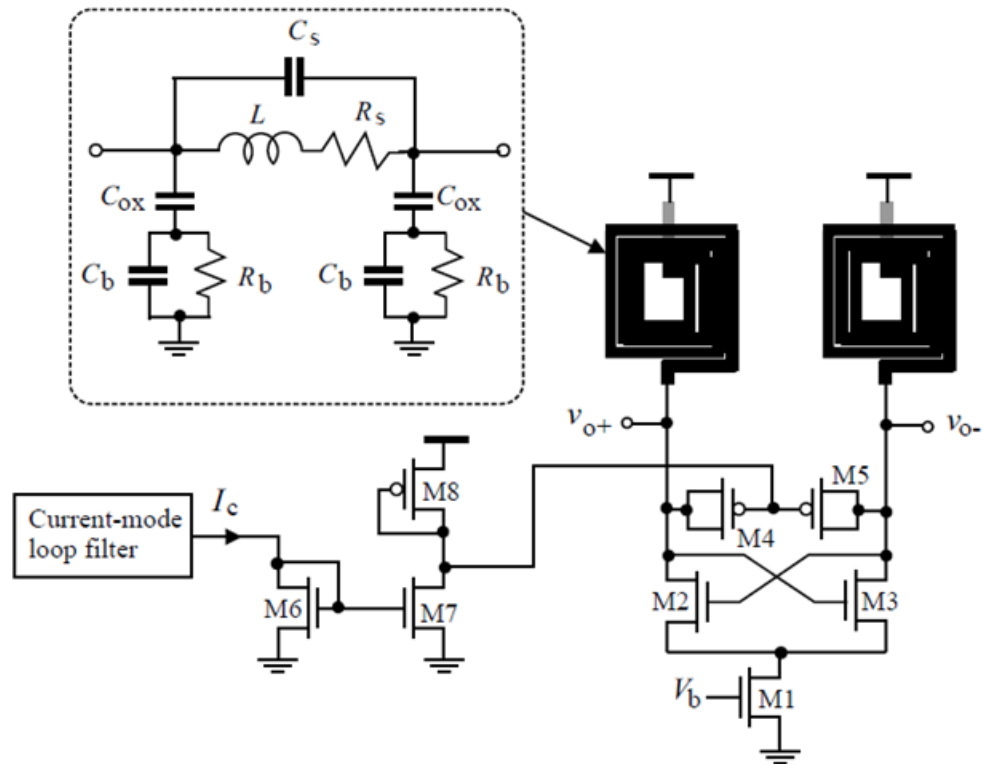 Cs
L
Rs
Cox
Cox
Cb
Rb
Cb
Rb
vo+
vo-
M8
M5
Current-mode
loop filter
Ic
M4
M6
M7
M2
M3
Vb
M1